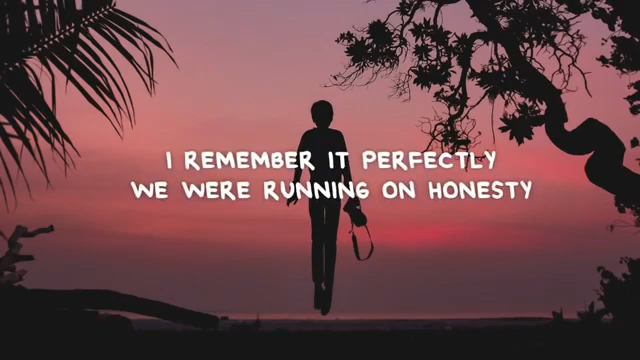 I REMEMBER IT PERFECTLY
WE WERE RUNNING ON HONESTY